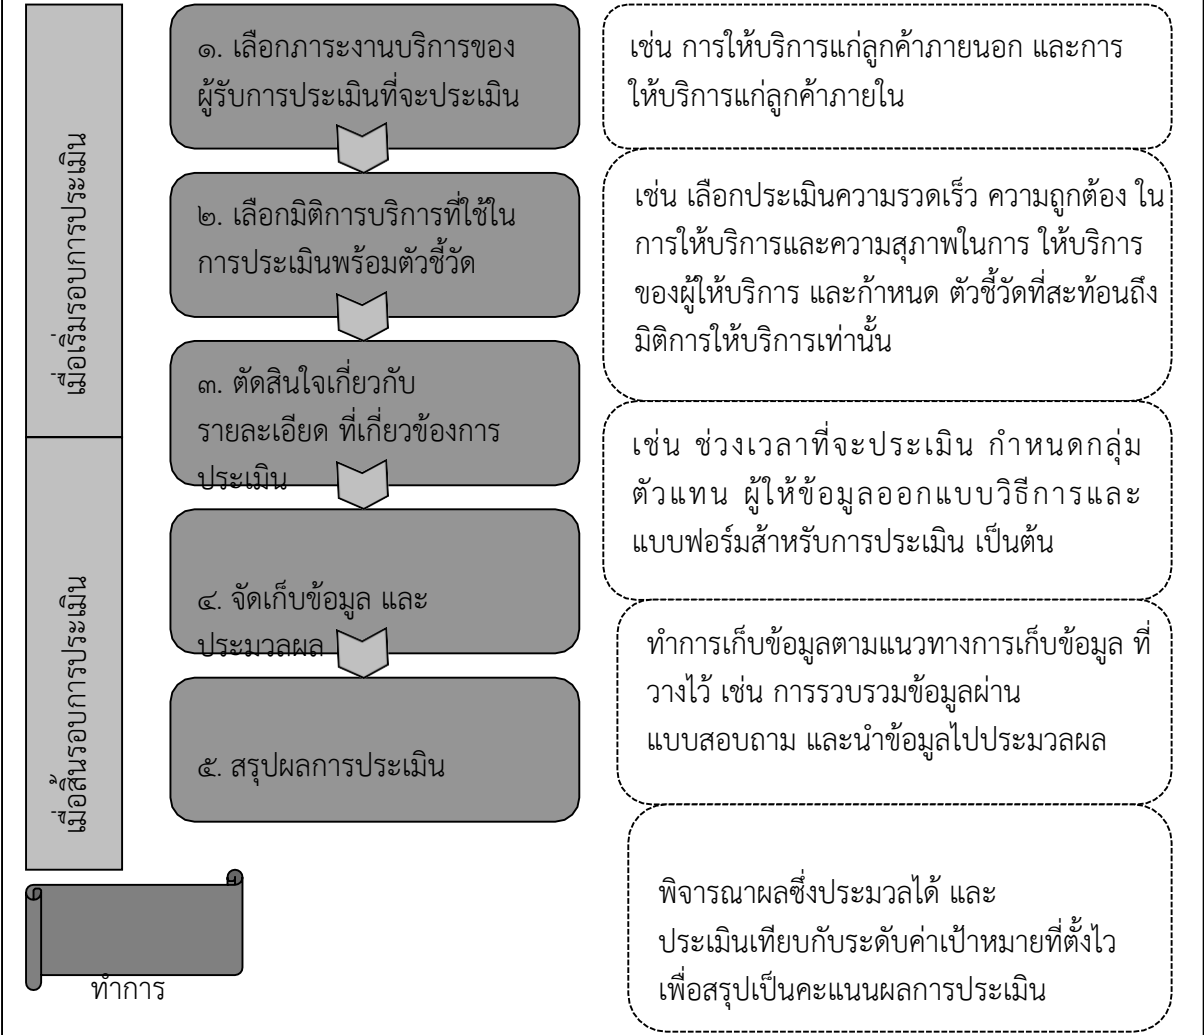 เมื่อเริ่มรอบการประเมิน
๑. เลือกภาระงานบริการของ
ผู้รับการประเมินที่จะประเมิน
เช่น การให้บริการแก่ลูกค้าภายนอก และการ
ให้บริการแก่ลูกค้าภายใน
๒. เลือกมิติการบริการที่ใช้ใน
การประเมินพร้อมตัวชี้วัด
เช่น เลือกประเมินความรวดเร็ว ความถูกต้อง ใน
การให้บริการและความสุภาพในการ ให้บริการ
ของผู้ให้บริการ และก้าหนด ตัวชี้วัดที่สะท้อนถึง
มิติการให้บริการเท่านั้น
๓. ตัดสินใจเกี่ยวกับ
รายละเอียด ที่เกี่ยวข้องการ
ประเมิน
เช่น ช่วงเวลาที่จะประเมิน กำหนดกลุ่ม
ตัวแทน ผู้ให้ข้อมูลออกแบบวิธีการและ
แบบฟอร์มส้าหรับการประเมิน เป็นต้น
เมื่อสิ้นรอบการประเมิน
๔. จัดเก็บข้อมูล และ
ประมวลผล
ทำการเก็บข้อมูลตามแนวทางการเก็บข้อมูล ที่
วางไว้ เช่น การรวบรวมข้อมูลผ่าน
แบบสอบถาม และนำข้อมูลไปประมวลผล
๕. สรุปผลการประเมิน
พิจารณาผลซึ่งประมวลได้ และ
ประเมินเทียบกับระดับค่าเป้าหมายที่ตั้งไว
เพื่อสรุปเป็นคะแนนผลการประเมิน
ทำการ